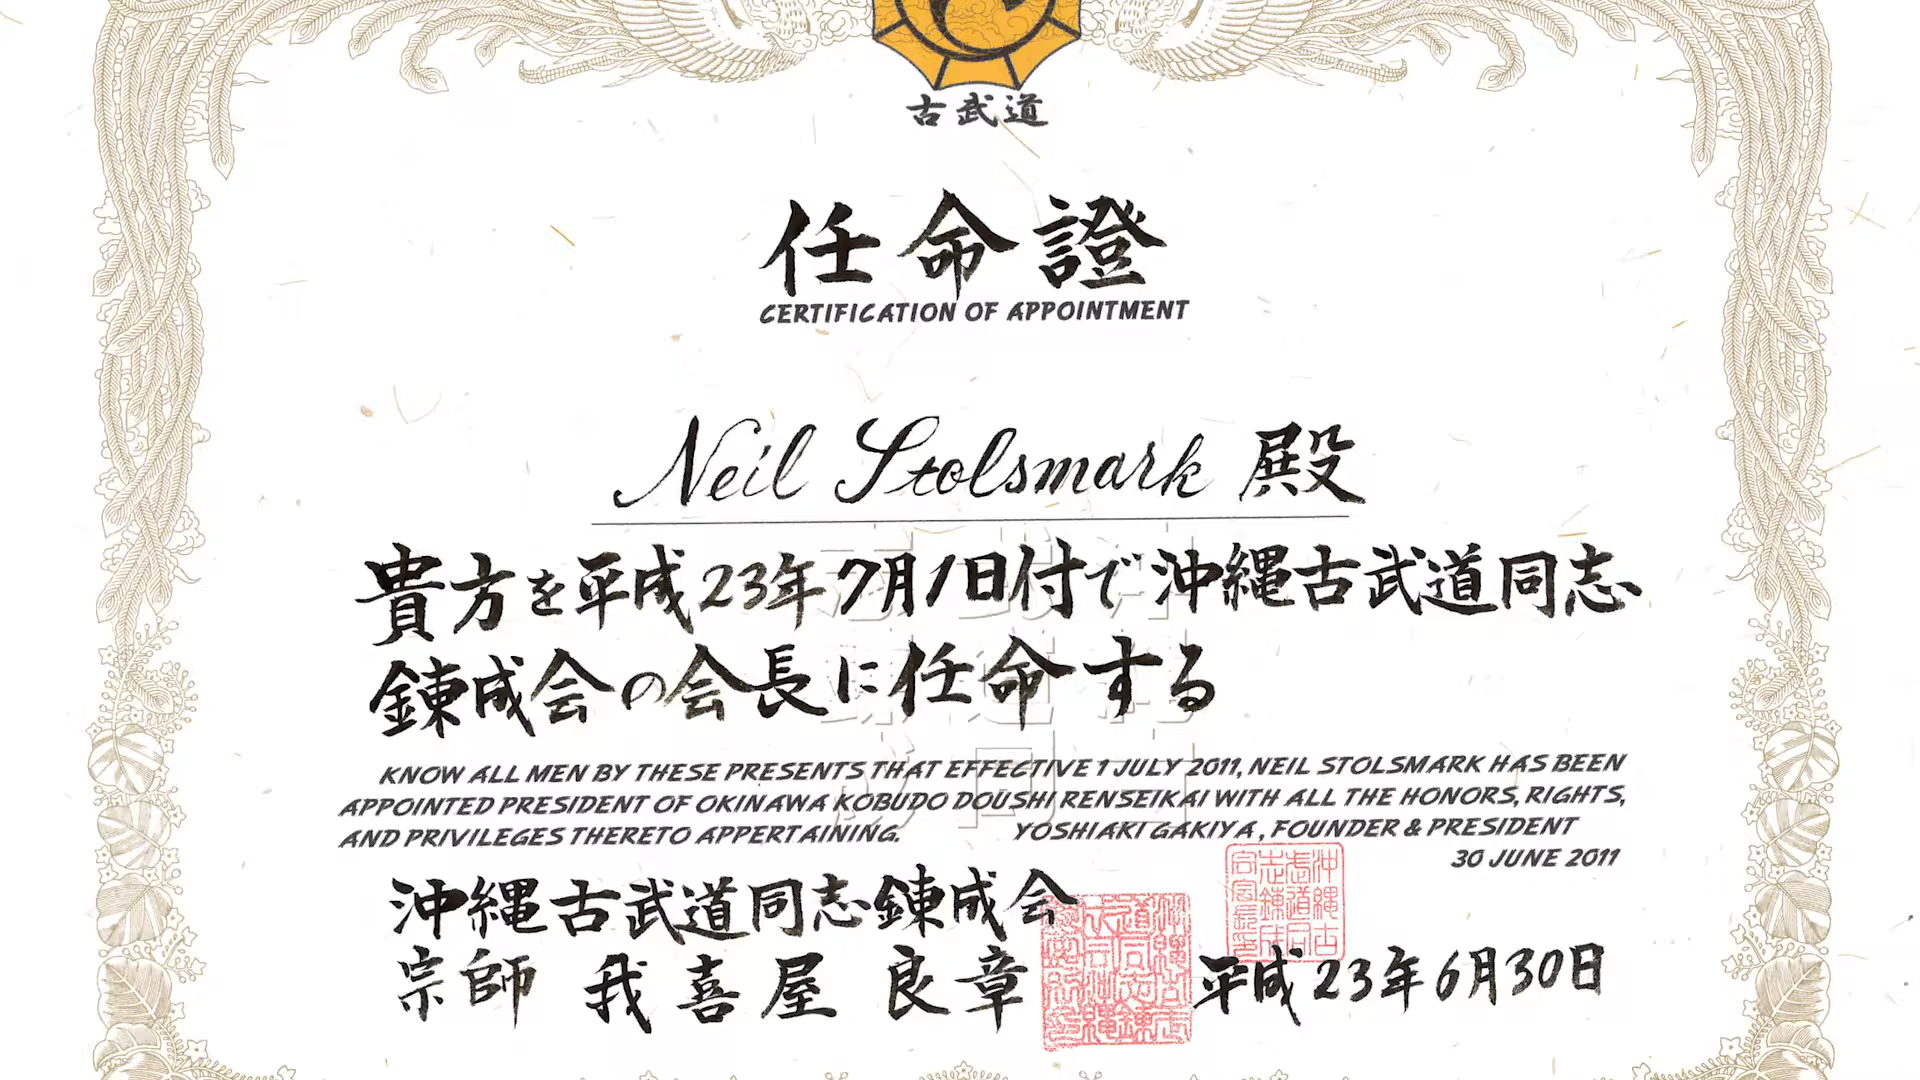 古武道
任命證
CERTIFICATION OF APPOINTMENT
Neil Stolsmark 殿
貴方を平成23年7月1日付で沖縄古武道同志
錬成会の会長に任命する
KNOW ALL MEN BY THESE PRESENTS THAT EFFECTIVE 1 JULY 2011, NEIL STOLSMARK HAS BEEN
APPOINTED PRESIDENT OF OKINAWA KOBUDO DOUSHI RENSEIKAI WITH ALL THE HONORS, RIGHTS,
AND PRIVILEGES THERETO APPERTAINING. YOSHIAKI GAKIYA, FOUNDER & PRESIDENT
30 JUNE 2011
沖縄古武道同志錬成会
宗師 我喜屋良章 平成23年6月30日